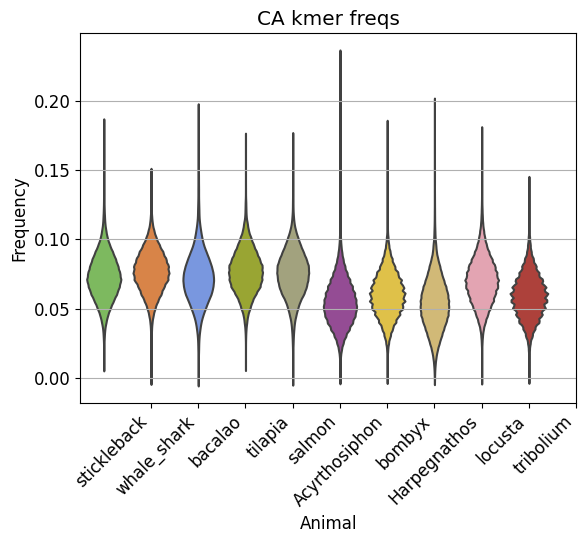 CA kmer freqs
Frequency
0.20
0.15
0.10
0.05
0.00
stickleback
whale_shark
bacalao
tilapia
salmon
Acyrthosiphon
bombyx
Harpegnathos
locusta
tribolium
Animal